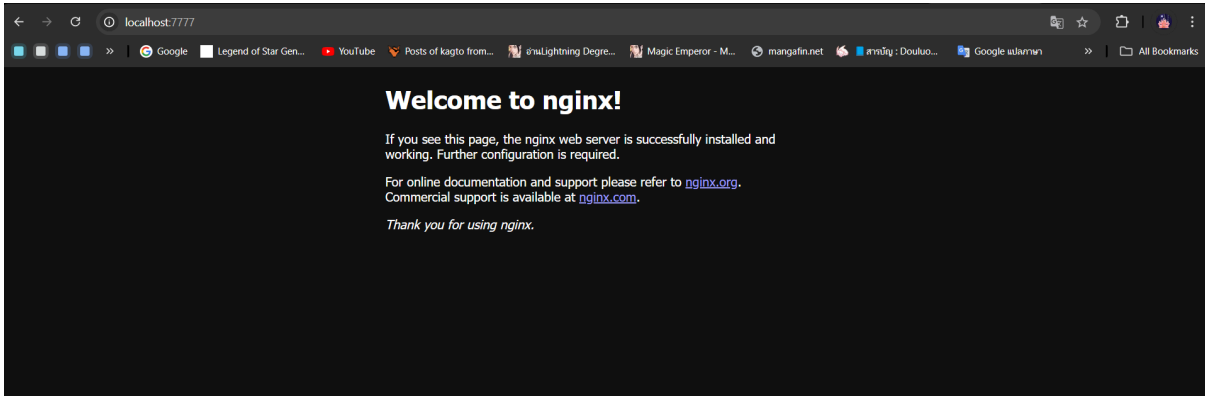 localhost:7777
Google
Legend of Star Gen...
YouTube
Posts of kagto from...
อ่านLightning Degre...
Magic Emperor - M...
mangafin.net
สารบัญ : Douluo...
Google แปลภาษา
All Bookmarks
Welcome to nginx!
If you see this page, the nginx web server is successfully installed and
working. Further configuration is required.
For online documentation and support please refer to nginx.org.
Commercial support is available at nginx.com.
Thank you for using nginx.